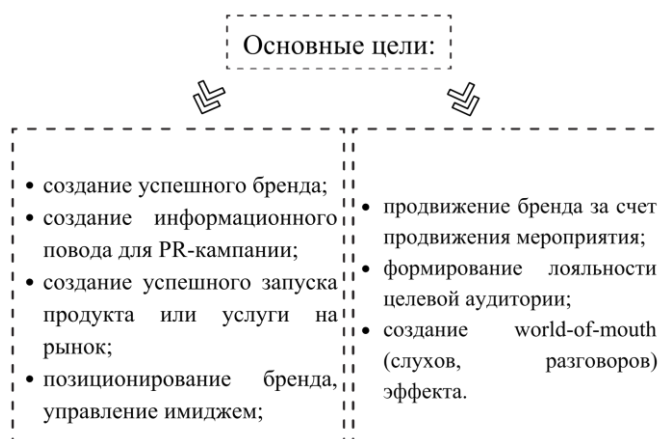 Основные цели:
• создание успешного бренда;
• создание информационного
повода для PR-кампании;
• создание успешного запуска
продукта или услуги на
рынок;
• позиционирование бренда,
управление имиджем;
• продвижение бренда за счет
продвижения мероприятия;
• формирование лояльности
целевой аудитории;
• создание world-of-mouth
(слухов, разговоров)
эффекта.